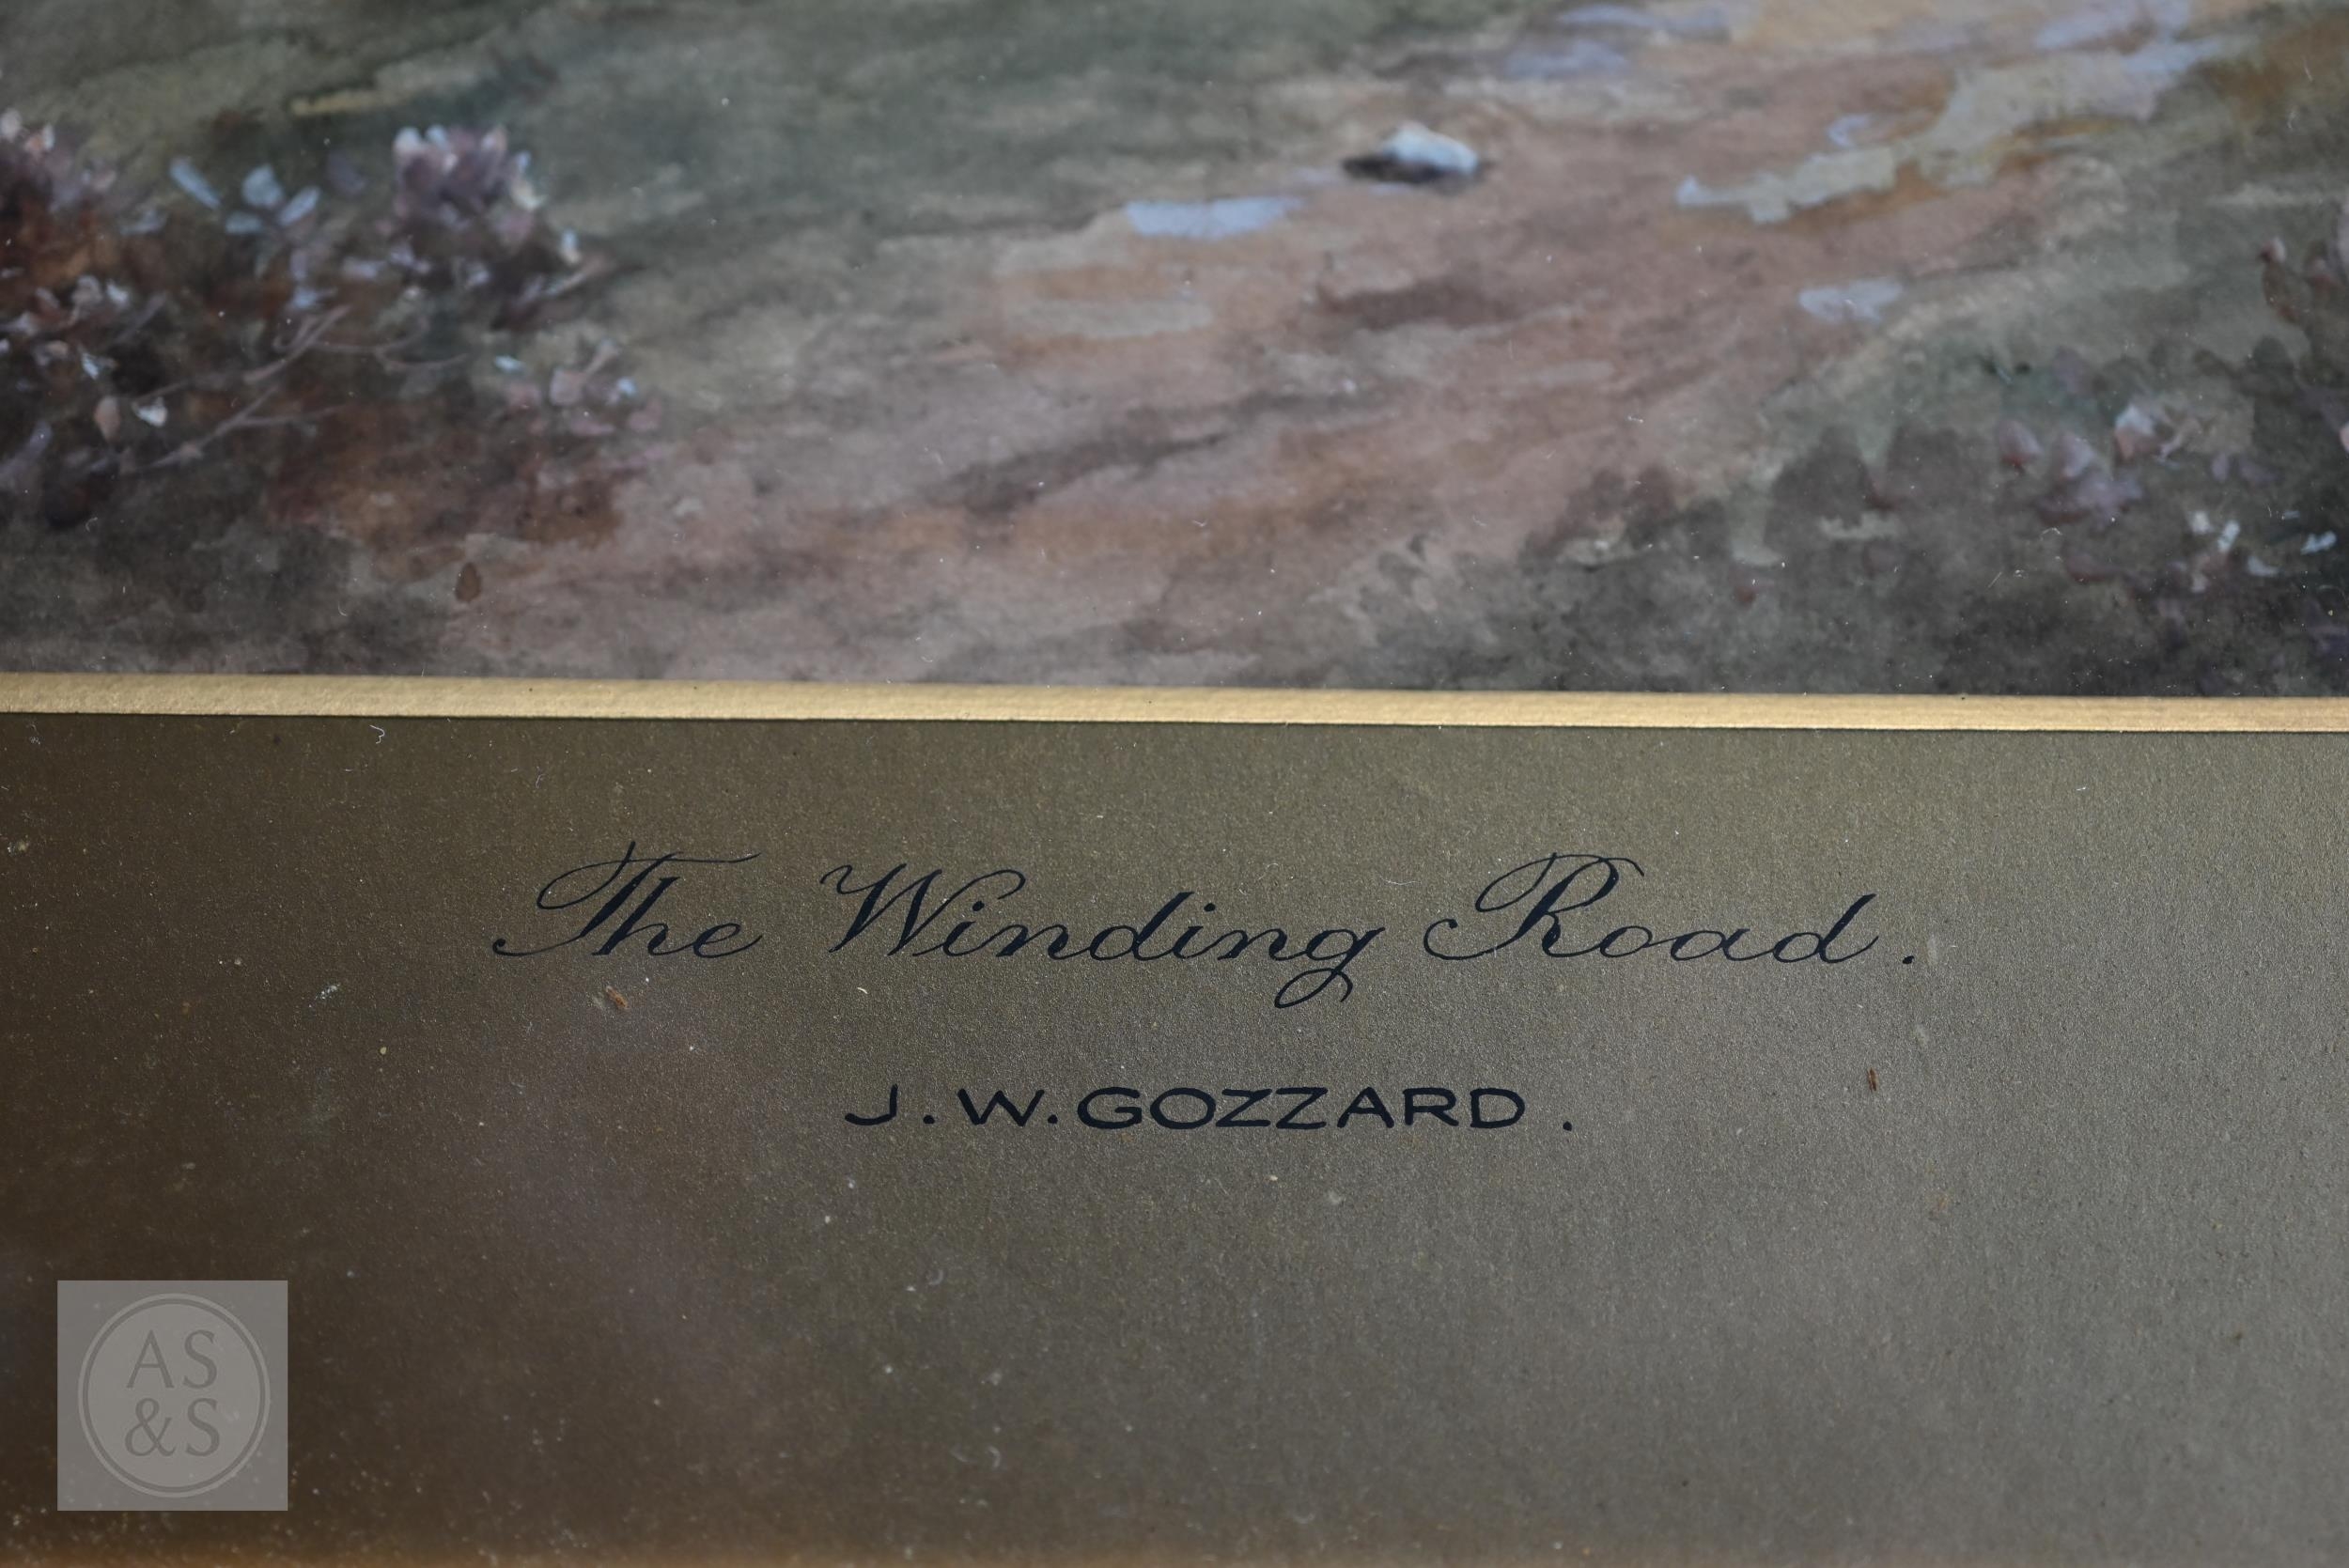 The Winding Road.
J. W. GOZZARD.
AS
&S